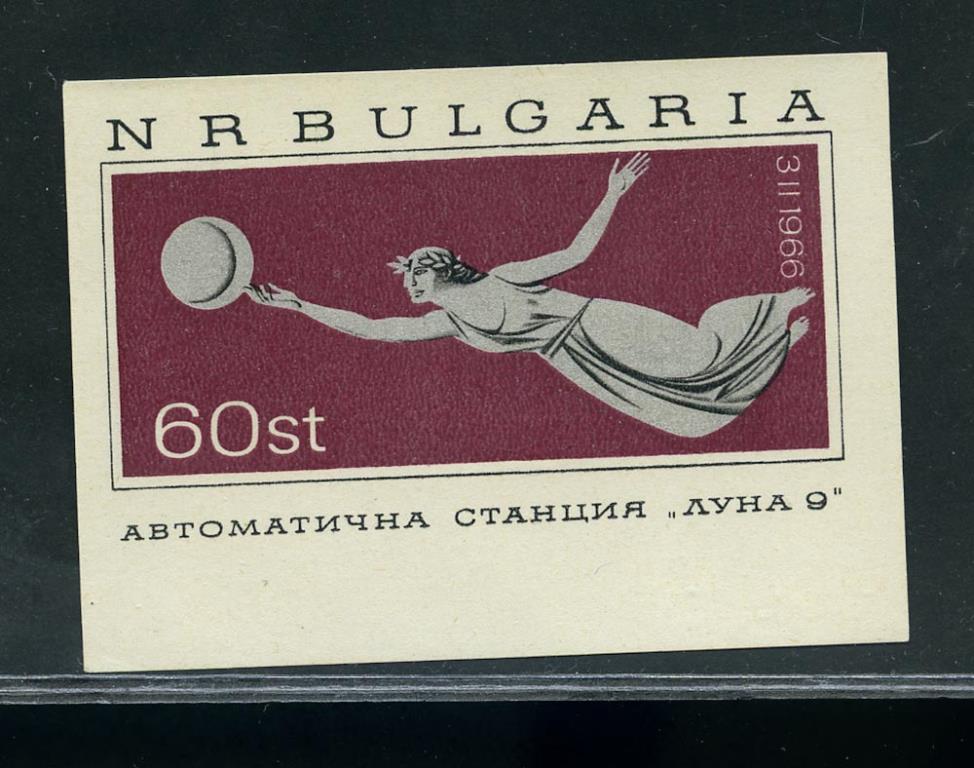 N R BULGARIA
3 II 1966
60st
АВТОМАТИЧНА СТАНЦИЯ „ЛУНА 9"